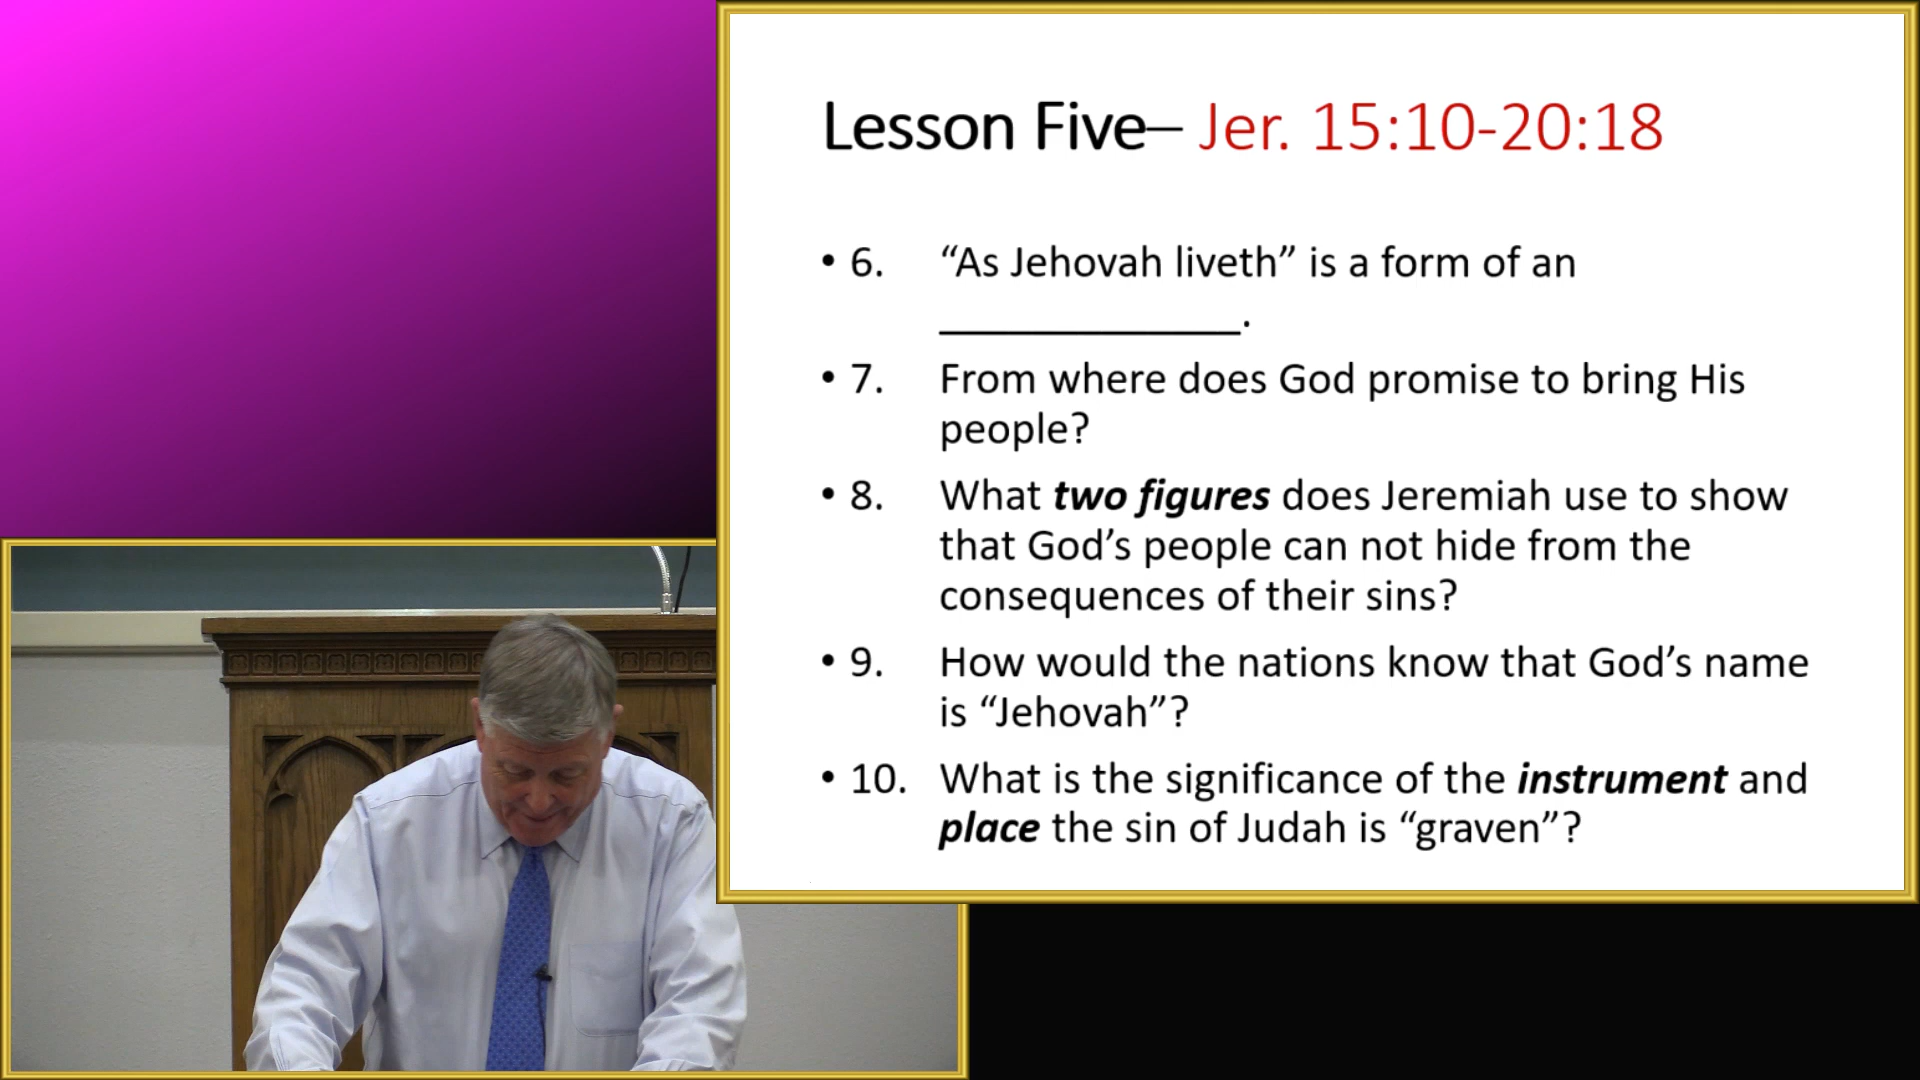 Lesson Five– Jer. 15:10-20:18
• 6. “As Jehovah liveth” is a form of an
______________.
• 7. From where does God promise to bring His
people?
• 8. What two figures does Jeremiah use to show
that God’s people can not hide from the
consequences of their sins?
• 9. How would the nations know that God’s name
is “Jehovah”?
• 10. What is the significance of the instrument and
place the sin of Judah is “graven”?